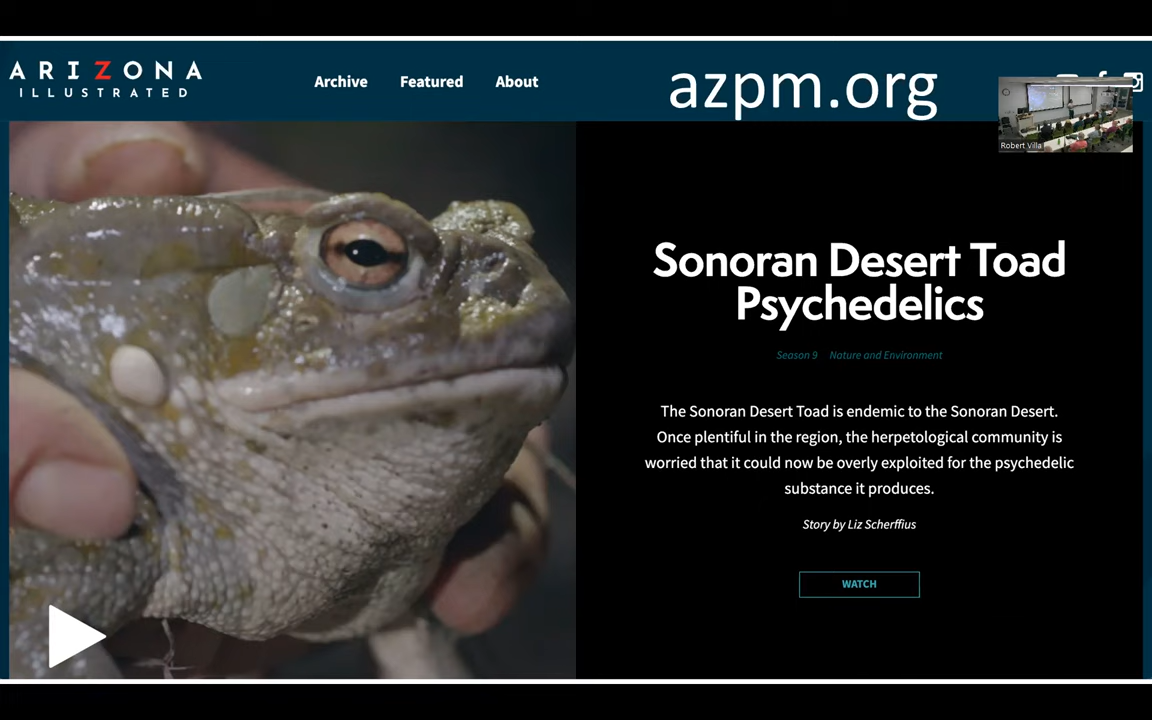 ARIZONA
ILLUSTRATED
Archive
Featured
About
azpm.org
Robert Villa
Sonoran Desert Toad
Psychedelics
Season 9 Nature and Environment
The Sonoran Desert Toad is endemic to the Sonoran Desert.
Once plentiful in the region, the herpetological community is
worried that it could now be overly exploited for the psychedelic
substance it produces.
Story by Liz Scherffius
WATCH